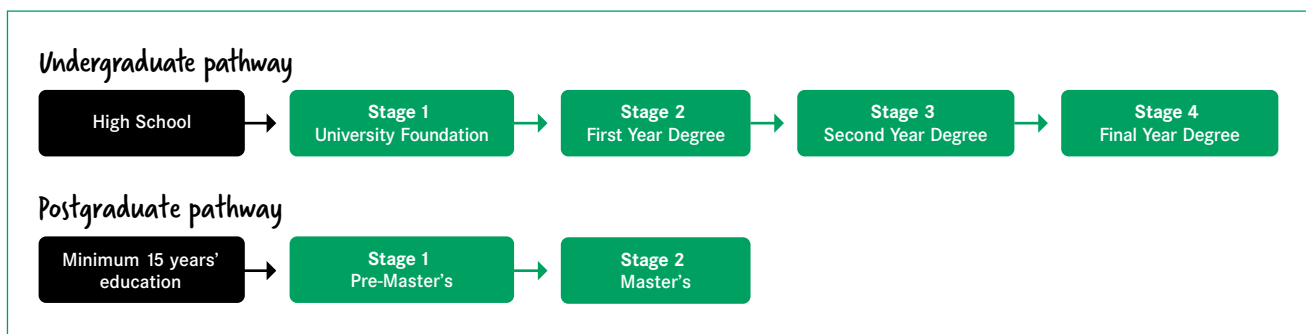 Undergraduate pathway
High School
Stage 1
University Foundation
Stage 2
First Year Degree
Stage 3
Second Year Degree
Stage 4
Final Year Degree
Postgraduate pathway
Minimum 15 years’
education
Stage 1
Pre-Master’s
Stage 2
Master’s